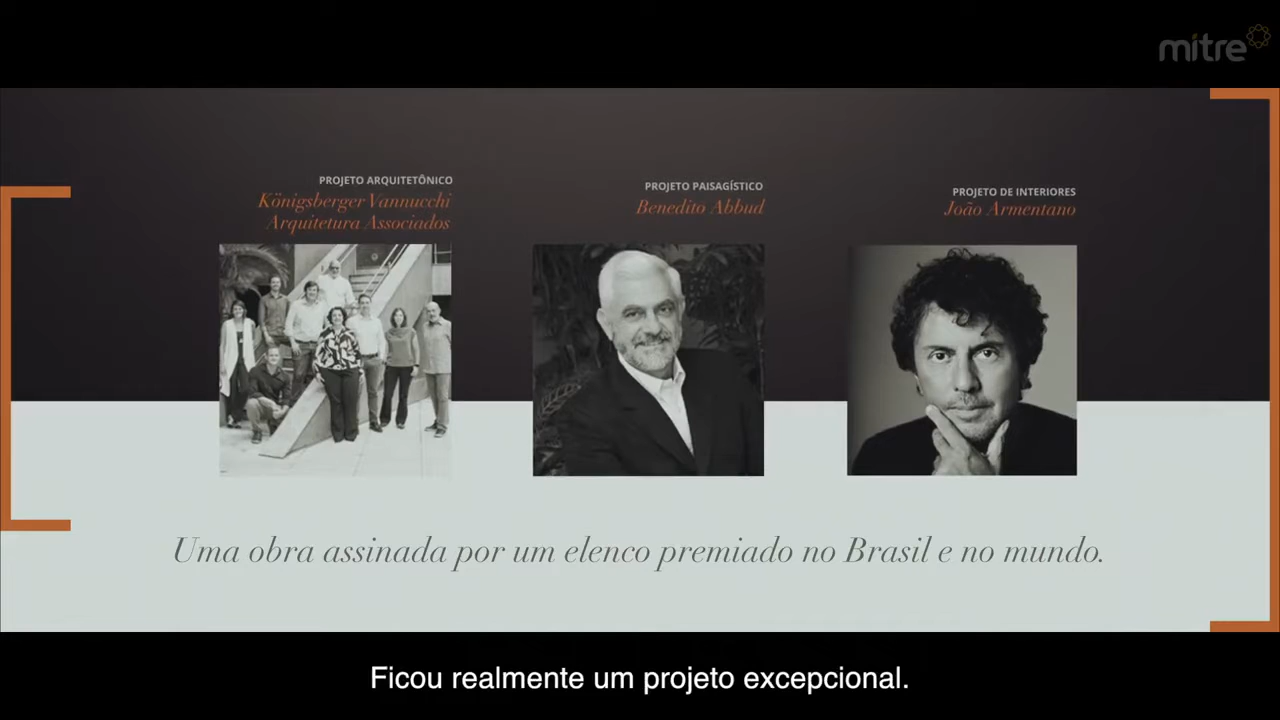 mitre
PROJETO ARQUITETÔNICO
Königsberger Vannucchi
Arquitetura Associados
PROJETO PAISAGÍSTICO
Benedito Abbud
PROJETO DE INTERIORES
João Armentano
Uma obra assinada por um elenco premiado no Brasil e no mundo.
Ficou realmente um projeto excepcional.